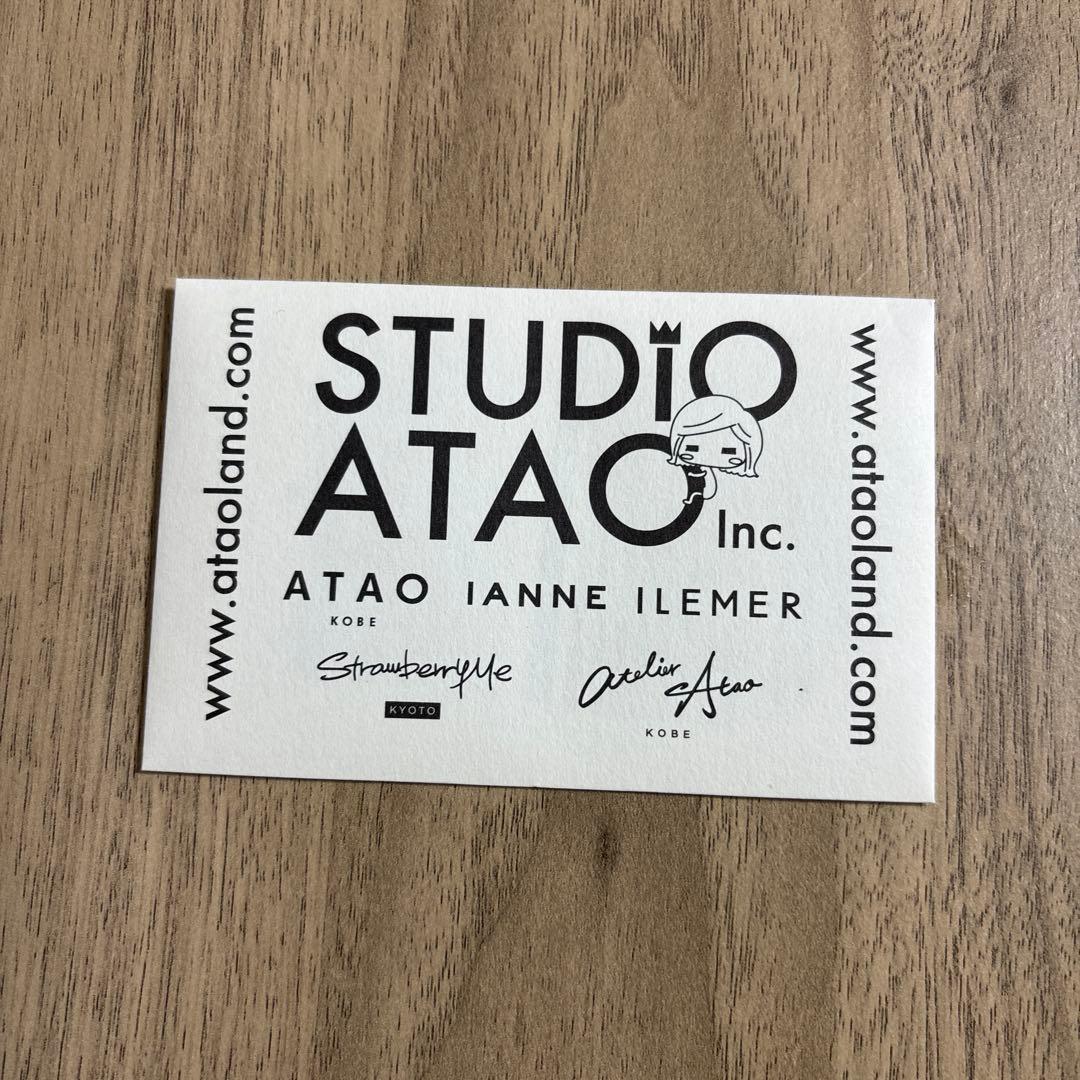 www.ataoland.com
STUDiO
ATAO Inc.
ATAO IANNE ILEMER
KOBE
StrawberryMe
KYOTO
atelier Atao
KOBE
www.ataoland.com